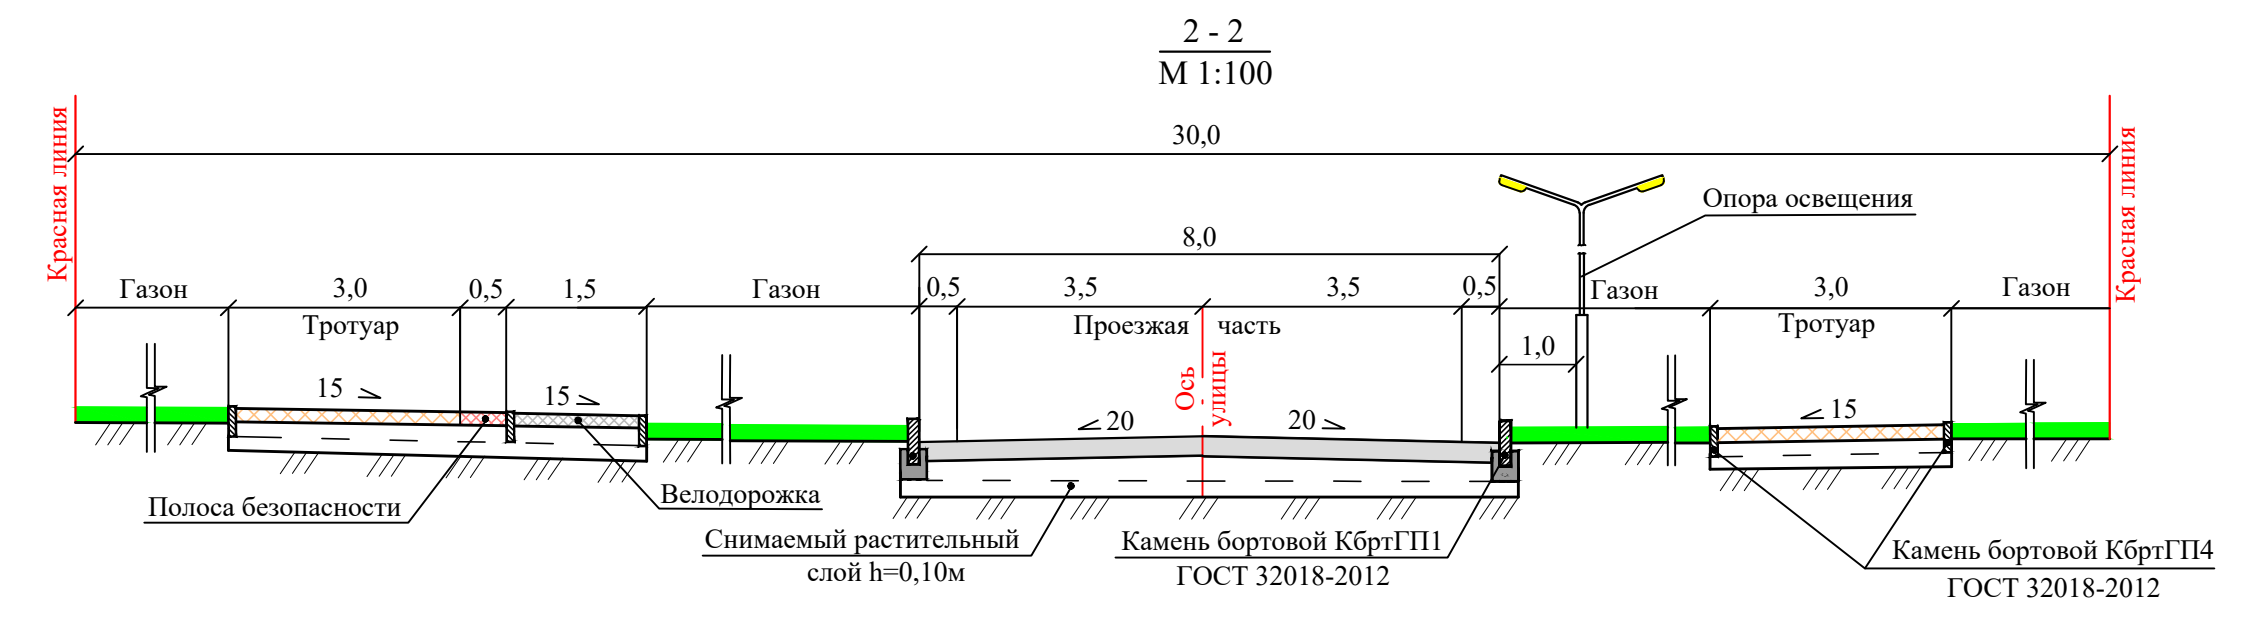 2 - 2
М 1:100
30,0
Красная линия
Красная линия
Опора освещения
8,0
Газон
3,0
0,5
1,5
Газон
0,5
3,5
3,5
0,5
Газон
3,0
Газон
Тротуар
Проезжая часть
Тротуар
1,0
Ось
улицы
15
15
20
20
15
Полоса безопасности
Велодорожка
Снимаемый растительный
слой h=0,10м
Камень бортовой КбртГП1
ГОСТ 32018-2012
Камень бортовой КбртГП4
ГОСТ 32018-2012